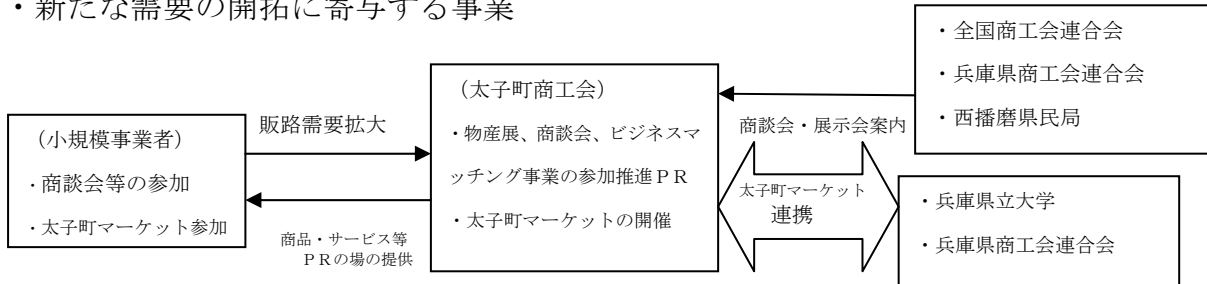 ・新たな需要の開拓に寄与する事業
(小規模事業者)
・商談会等の参加
・太子町マーケット参加
販路需要拡大
商品・サービス等
PRの場の提供
(太子町商工会)
・物産展、商談会、ビジネスマ
ッチング事業の参加推進PR
・太子町マーケットの開催
商談会・展示会案内
太子町マーケット
連携
・全国商工会連合会
・兵庫県商工会連合会
・西播磨県民局
・兵庫県立大学
・兵庫県商工会連合会